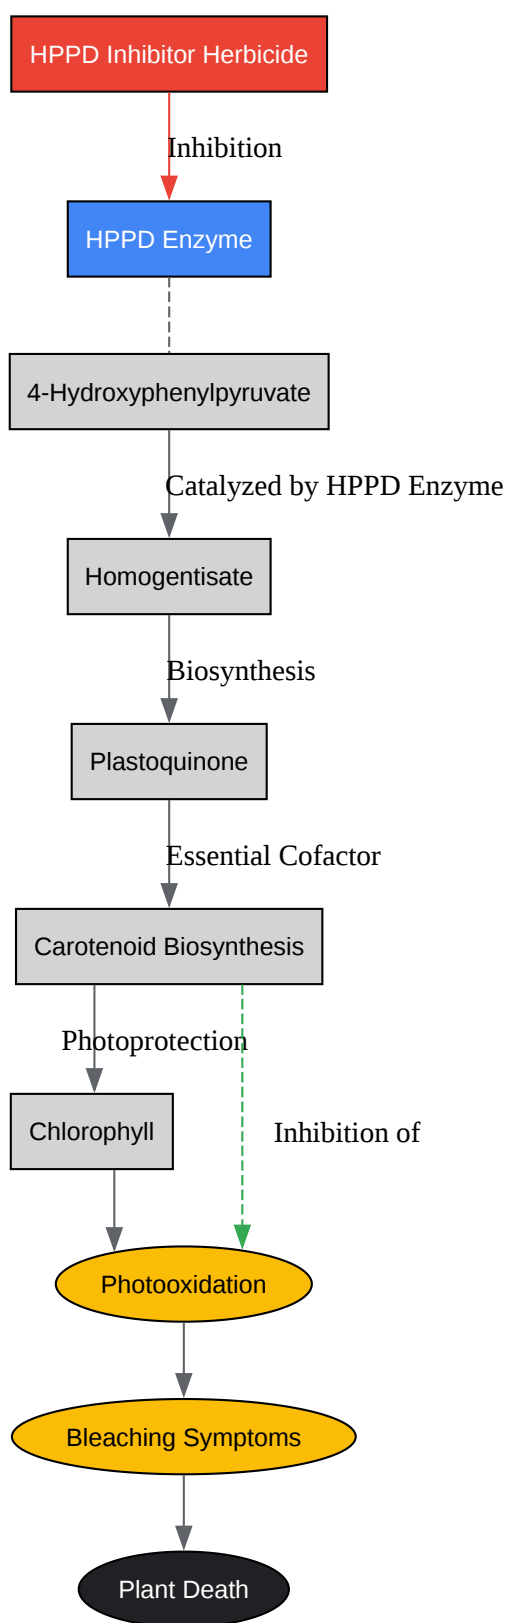 HPPD Inhibitor Herbicide
Inhibition
HPPD Enzyme
4-Hydroxyphenylpyruvate
Catalyzed by HPPD Enzyme
Homogentisate
Biosynthesis
Plastoquinone
Essential Cofactor
Carotenoid Biosynthesis
Photoprotection
Chlorophyll
Inhibition of
Photooxidation
Bleaching Symptoms
Plant Death